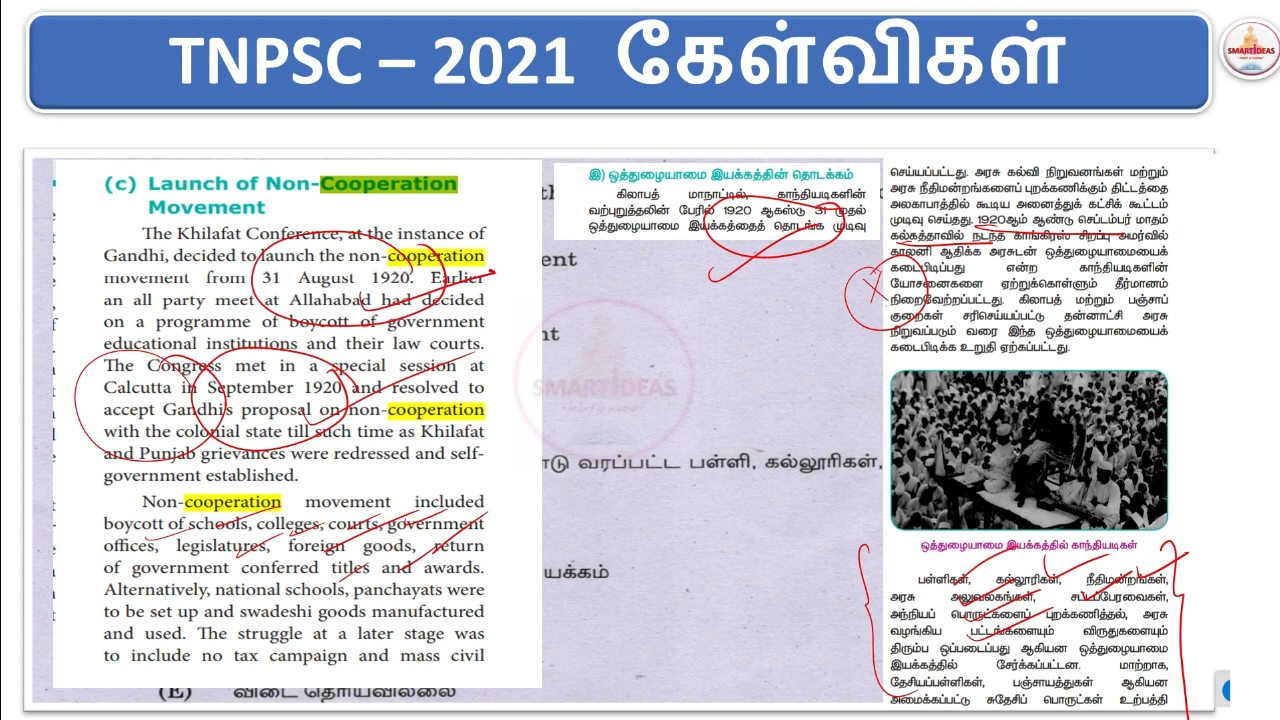 TNPSC – 2021 கேள்விகள்
SMARTIDEAS
(c) Launch of Non-Cooperation
Movement
The Khilafat Conference, at the instance of
Gandhi, decided to launch the non-cooperation
movement from 31 August 1920. Earlier
an all party meet at Allahabad had decided
on a programme of boycott of government
educational institutions and their law courts.
The Congress met in a special session at
Calcutta in September 1920 and resolved to
accept Gandhi's proposal on non-cooperation
with the colonial state till such time as Khilafat
and Punjab grievances were redressed and self-
government established.
Non-cooperation movement included
boycott of schools, colleges, courts, government
offices, legislatures, foreign goods, return
of government conferred titles and awards.
Alternatively, national schools, panchayats were
to be set up and swadeshi goods manufactured
and used. The struggle at a later stage was
to include no tax campaign and mass civil
(E) விடை தெரியவில்லை
இ) ஒத்துழையாமை இயக்கத்தின் தொடக்கம்
கிலாபத் மாநாட்டில், காந்தியடிகளின்
வற்புறுத்தலின் பேரில் 1920 ஆகஸ்டு 31 முதல்
ஒத்துழையாமை இயக்கத்தைத் தொடங்க முடிவு
ent
nt
SMARTIDEAS
டு வரப்பட்ட பள்ளி, கல்லூரிகள்,
யக்கம்
செய்யப்பட்டது. அரசு கல்வி நிறுவனங்கள் மற்றும்
அரசு நீதிமன்றங்களைப் புறக்கணிக்கும் திட்டத்தை
அலகாபாத்தில் கூடிய அனைத்துக் கட்சிக் கூட்டம்
முடிவு செய்தது. 1920ஆம் ஆண்டு செப்டம்பர் மாதம்
கல்கத்தாவில் நடந்த காங்கிரஸ் சிறப்பு அமர்வில்
காலனி ஆதிக்க அரசுடன் ஒத்துழையாமையைக்
கடைபிடிப்பது என்ற காந்தியடிகளின்
யோசனைகளை ஏற்றுக்கொள்ளும் தீர்மானம்
நிறைவேற்றப்பட்டது. கிலாபத் மற்றும் பஞ்சாப்
குறைகள் சரிசெய்யப்பட்டு தன்னாட்சி அரசு
நிறுவப்படும் வரை இந்த ஒத்துழையாமையைக்
கடைபிடிக்க உறுதி ஏற்கப்பட்டது.
ஒத்துழையாமை இயக்கத்தில் காந்தியடிகள்
பள்ளிகள், கல்லூரிகள், நீதிமன்றங்கள்,
அரசு அலுவலகங்கள், சட்டப்பேரவைகள்,
அந்நியப் பொருட்களைப் புறக்கணித்தல், அரசு
வழங்கிய பட்டங்களையும் விருதுகளையும்
திரும்ப ஒப்படைப்பது ஆகியன ஒத்துழையாமை
இயக்கத்தில் சேர்க்கப்பட்டன. மாற்றாக,
தேசியப்பள்ளிகள், பஞ்சாயத்துகள் ஆகியன
அமைக்கப்பட்டு சுதேசிப் பொருட்கள் உற்பத்தி